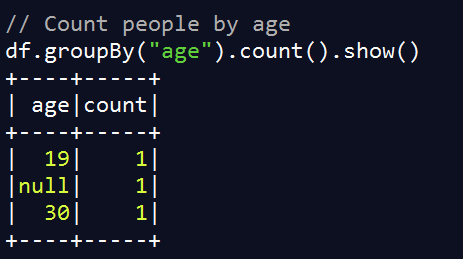 // Count people by age
df.groupBy("age").count().show()
+----+-----+
| age|count|
+----+-----+
|  19|    1|
|null|    1|
|  30|    1|
+----+-----+